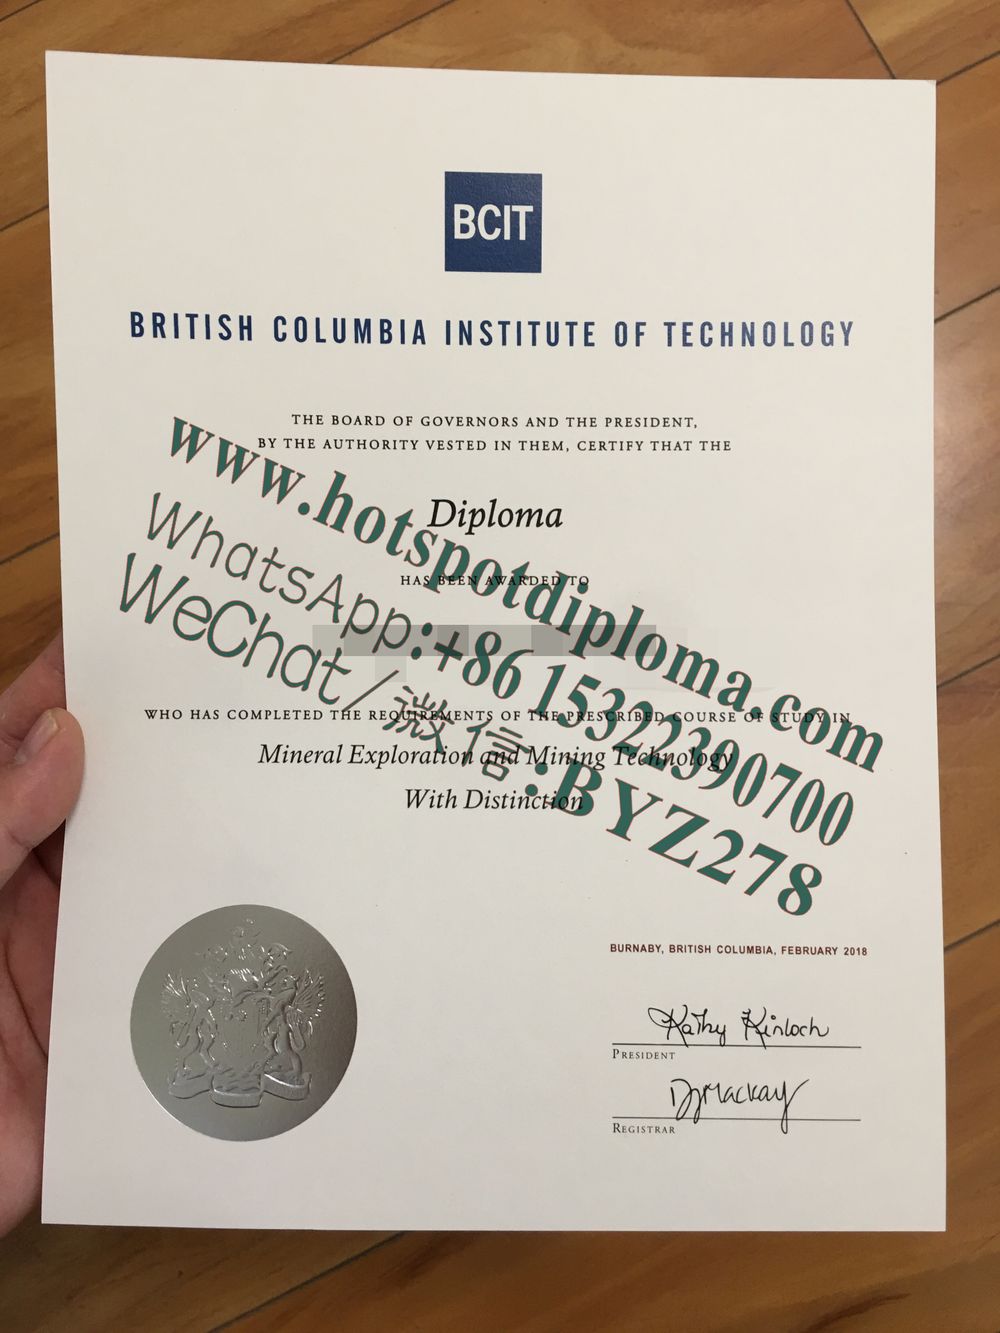 BCIT
BRITISH COLUMBIA INSTITUTE OF TECHNOLOGY
THE BOARD OF GOVERNORS AND THE PRESIDENT,
BY THE AUTHORITY VESTED IN THEM, CERTIFY THAT THE
Diploma
HAS BEEN AWARDED TO
WHO HAS COMPLETED THE REQUIREMENTS OF THE PRESCRIBED COURSE OF STUDY IN
Mineral Exploration and Mining Technology
With Distinction
www.hotspotdiploma.com
WhatsApp:+86 15322390700
WeChat/微信:BYZ278
BURNABY, BRITISH COLUMBIA, FEBRUARY 2018
Kathy Kinloch
PRESIDENT
DJMackay
REGISTRAR